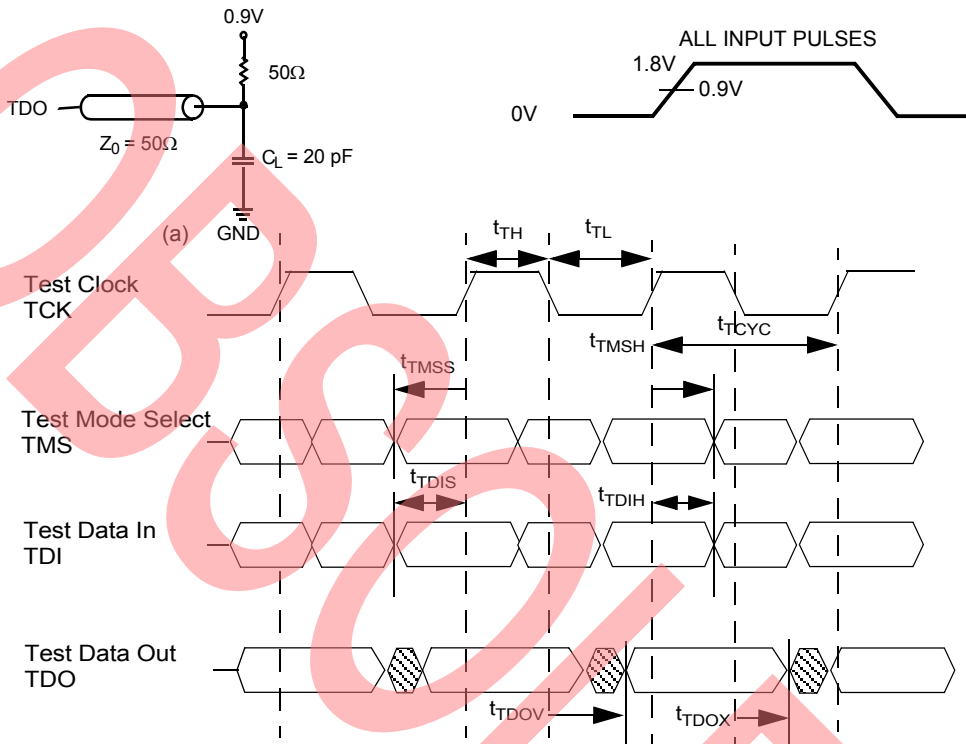 0.9V
50Ω
TDO
Z0 = 50Ω
CL = 20 pF
(a)
GND
ALL INPUT PULSES
1.8V
0.9V
0V
tTH
tTL
Test Clock
TCK
tTCYC
tTMSH
tTMSS
Test Mode Select
TMS
tTDIS
tTDIH
Test Data In
TDI
Test Data Out
TDO
tTDOV
tTDOX
OBSOL